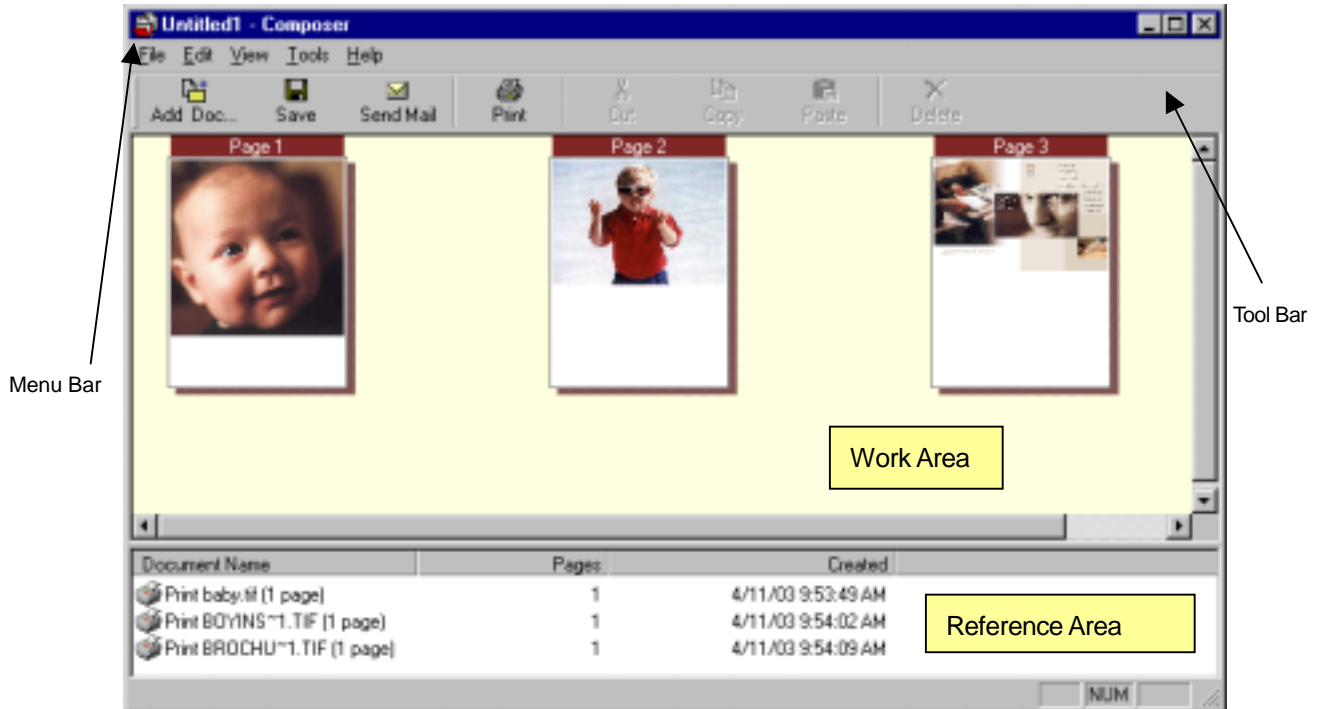 Untitled1 - Composer
File Edit View Tools Help
Add Doc... Save Send Mail Print Cut Copy Paste Delete
Page 1 Page 2 Page 3
Tool Bar
Menu Bar
Work Area
Document Name Pages Created
Print baby.tif (1 page) 1 4/11/03 9:53:49 AM
Print BOYINS~1.TIF (1 page) 1 4/11/03 9:54:02 AM
Print BROCHU~1.TIF (1 page) 1 4/11/03 9:54:09 AM
Reference Area
NUM